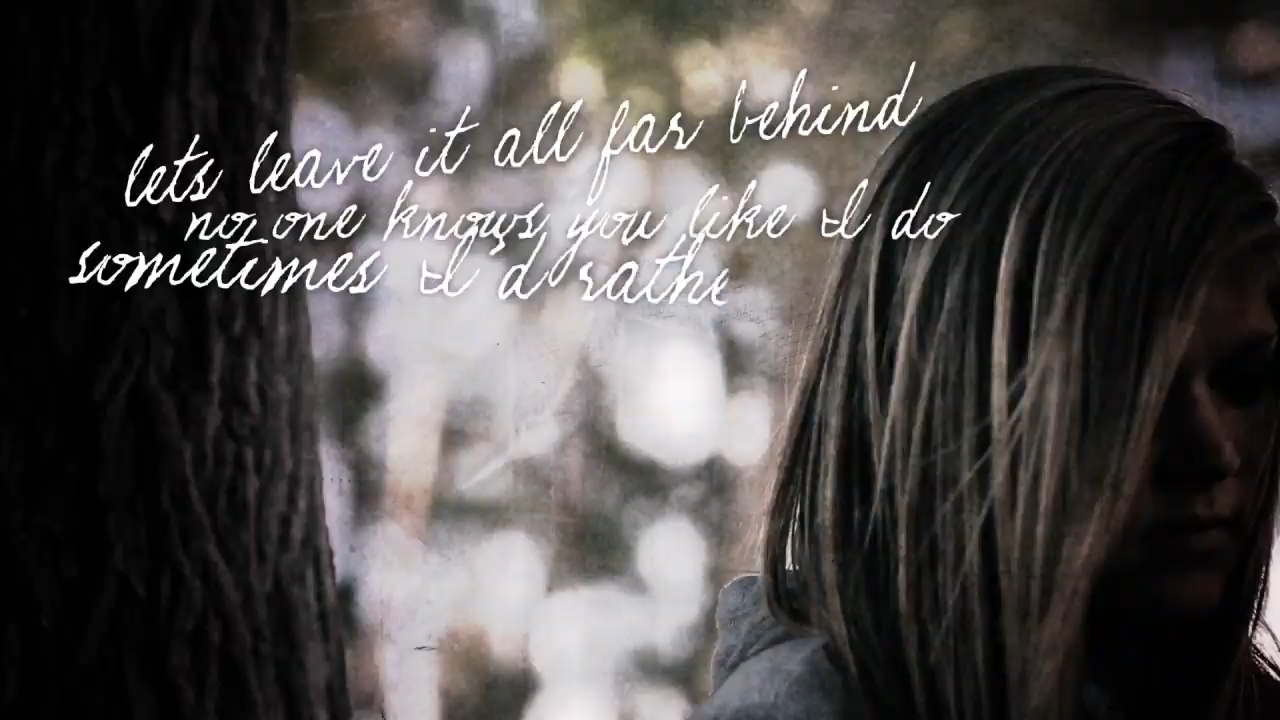 lets leave it all far behind
no one knows you like I do
sometimes I'd rathe